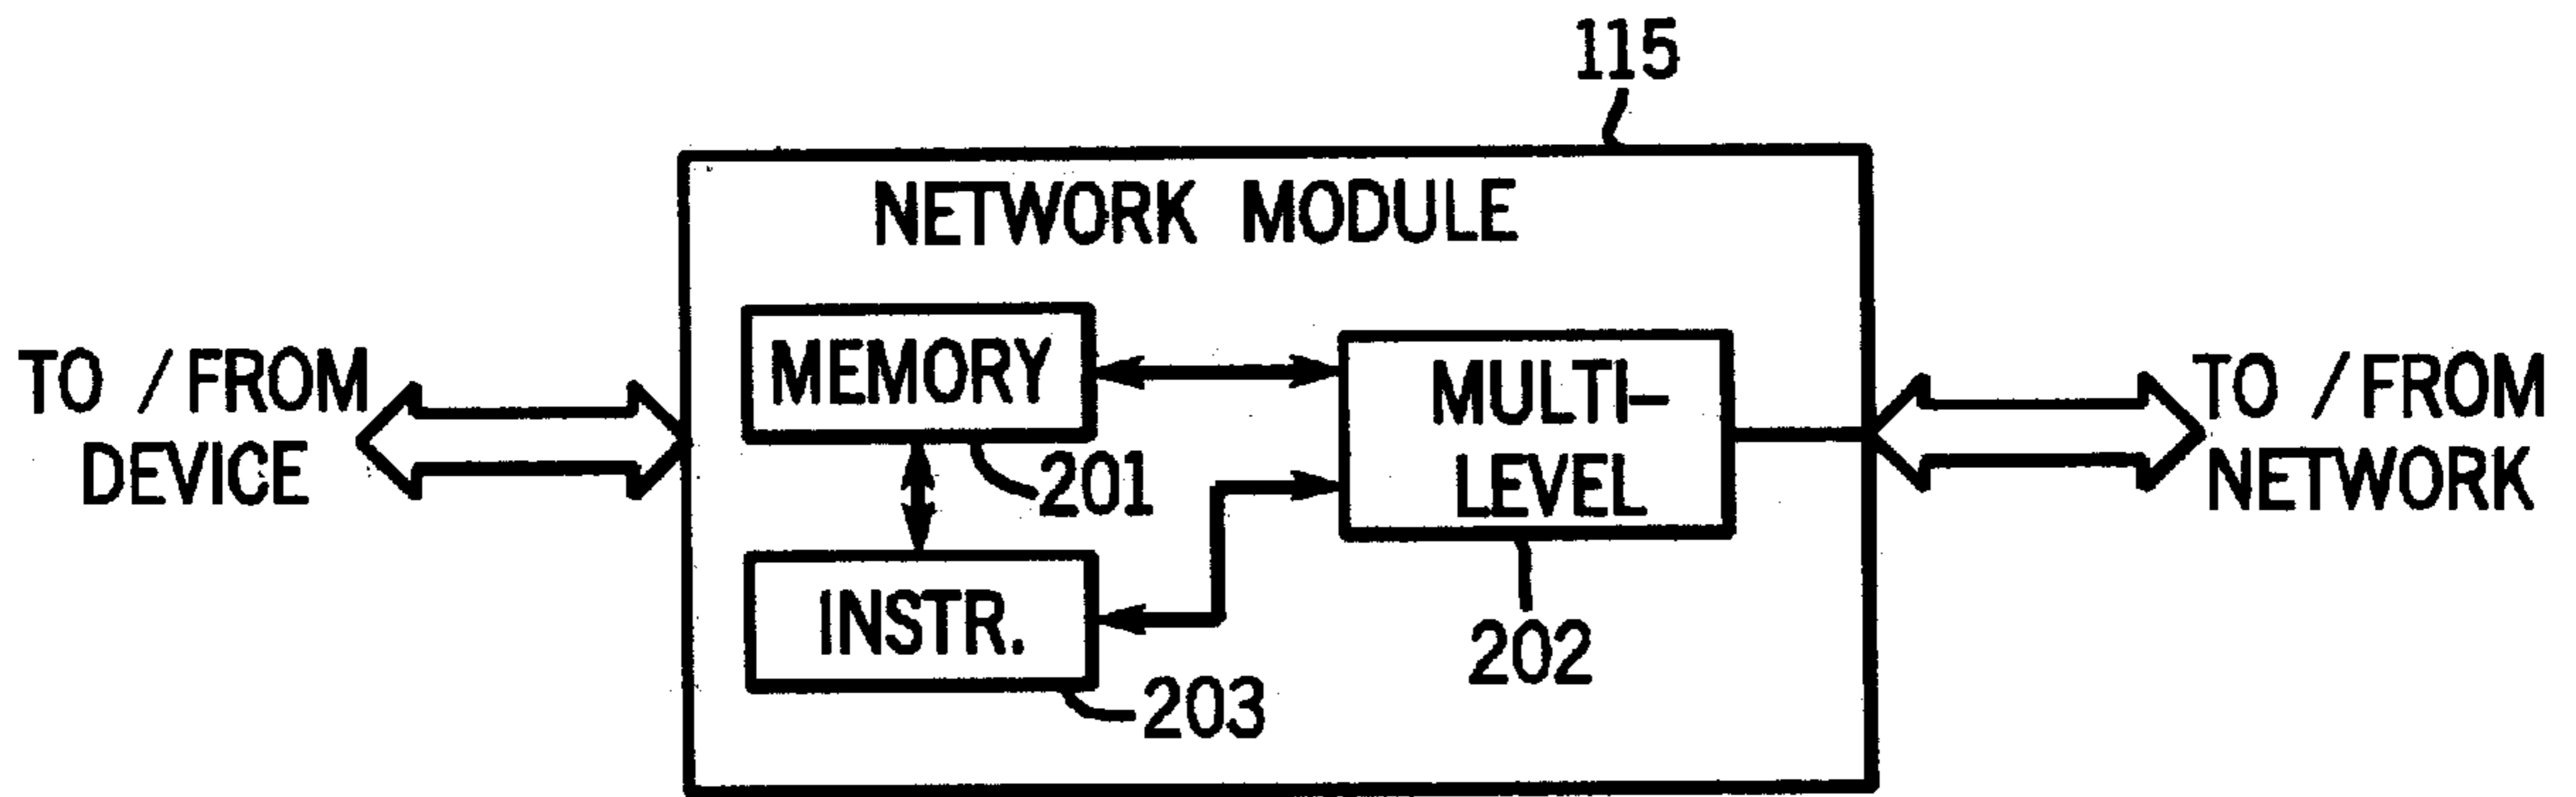 115
NETWORK MODULE
TO / FROM
DEVICE
MEMORY
201
INSTR.
203
MULTI-
LEVEL
202
TO / FROM
NETWORK